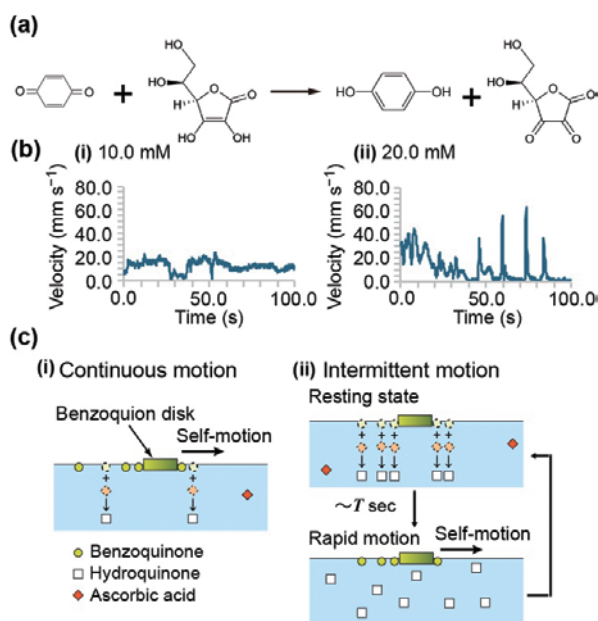 (a)
HO
HO
O
O
+
H
O
O
HO
OH
HO
OH
+
HO
HO
H
O
O
O
O
(b)
(i) 10.0 mM
(ii) 20.0 mM
Velocity (mm s⁻¹)
80.0
60.0
40.0
20.0
0.0
0.0
50.0
100.0
Time (s)
Velocity (mm s⁻¹)
80.0
60.0
40.0
20.0
0.0
0.0
50.0
100.0
Time (s)
(c)
(i) Continuous motion
(ii) Intermittent motion
Benzoquion disk
Self-motion
+
+
Benzoquinone
Hydroquinone
Ascorbic acid
Resting state
+ + + + +
~T sec
Rapid motion
Self-motion